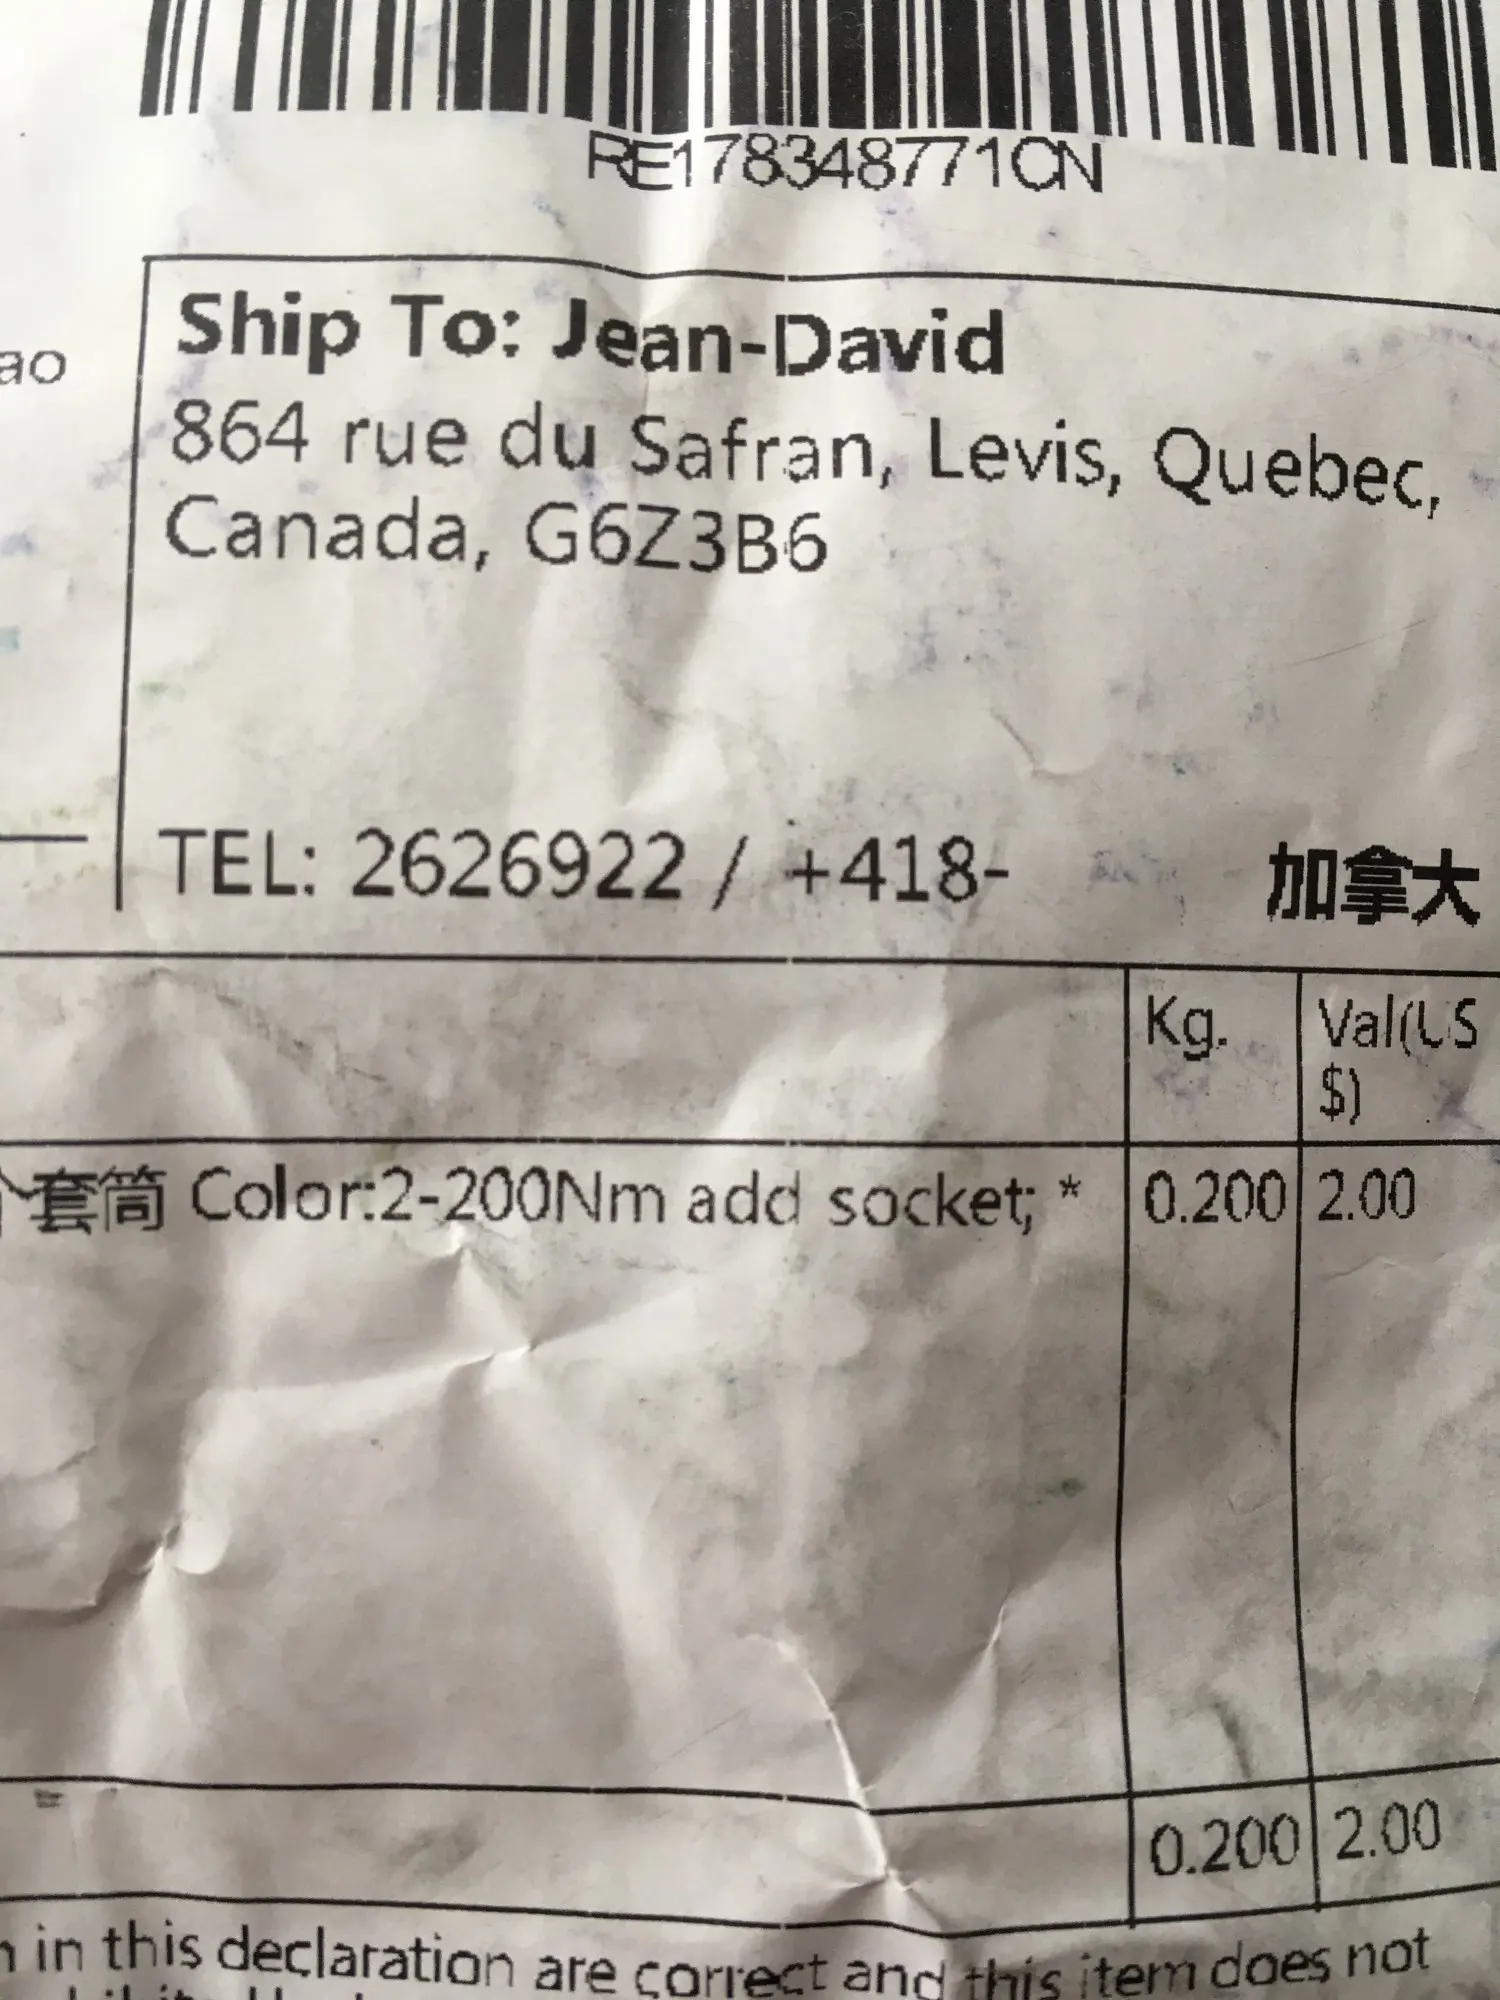 RE178348771CN
Ship To: Jean-David
864 rue du Safran, Levis, Quebec,
Canada, G6Z3B6
TEL: 2626922 / +418-
加拿大
Kg.
Val(US
$)
套筒 Color:2-200Nm add socket; *
0.200
2.00
0.200
2.00
in this declaration are correct and this item does not